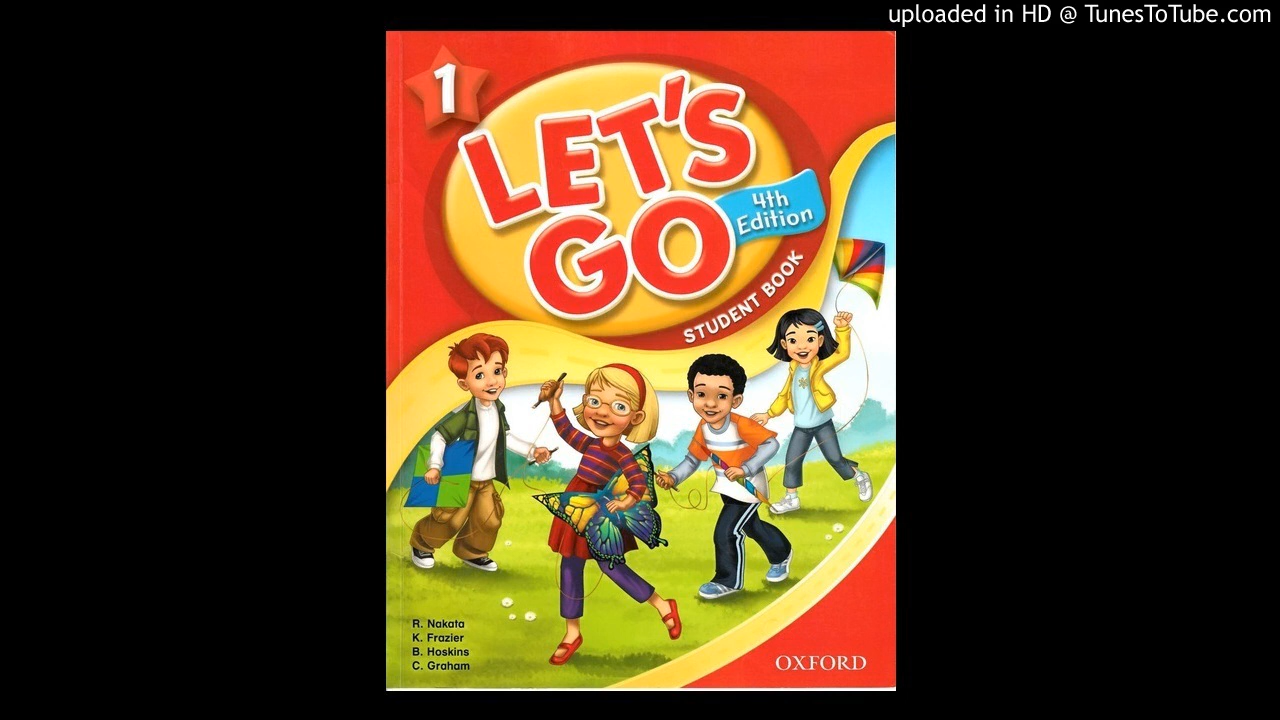 uploaded in HD @ TunesToTube.com
1
LET'S
GO
4th
Edition
STUDENT BOOK
R. Nakata
K. Frazier
B. Hoskins
C. Graham
OXFORD